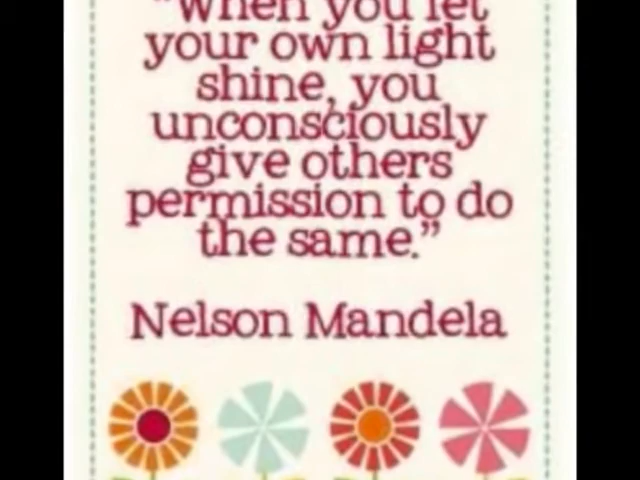 “When you let
your own light
shine, you
unconsciously
give others
permission to do
the same.”
Nelson Mandela